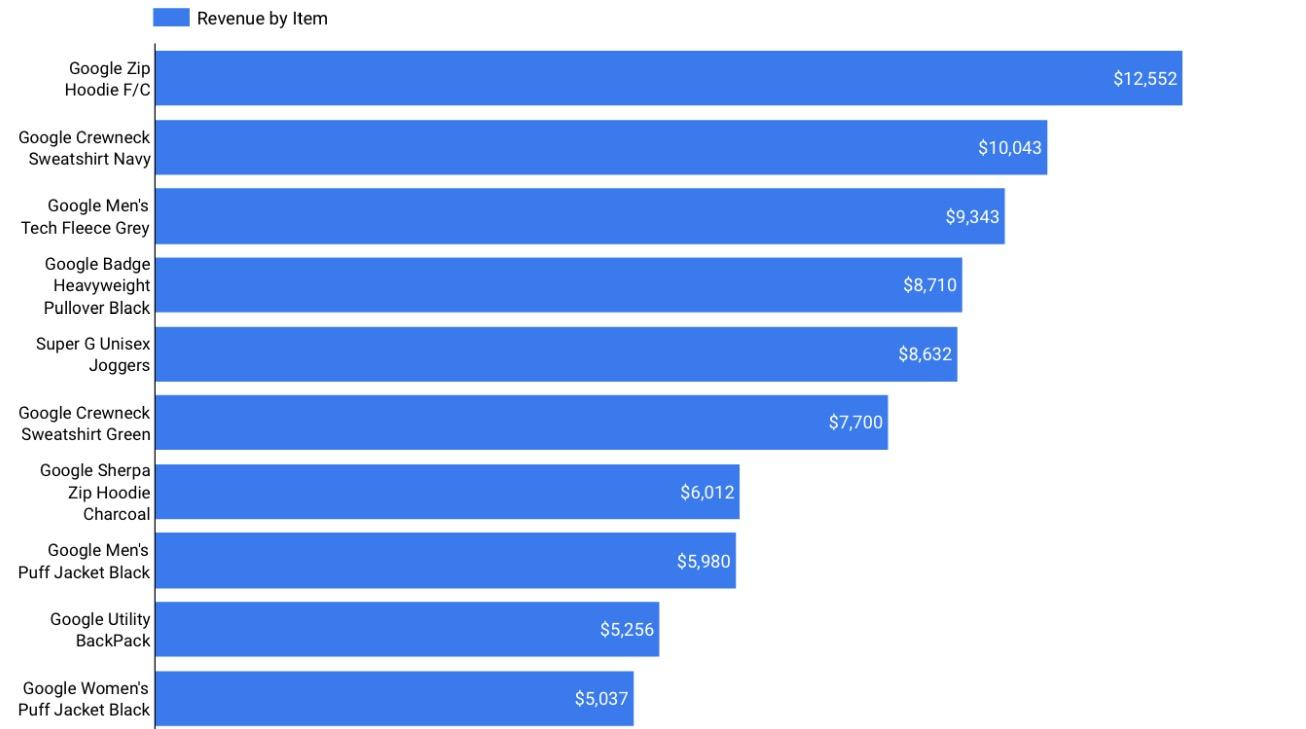 Revenue by Item
Google Zip
Hoodie F/C
$12,552
Google Crewneck
Sweatshirt Navy
$10,043
Google Men's
Tech Fleece Grey
$9,343
Google Badge
Heavyweight
Pullover Black
$8,710
Super G Unisex
Joggers
$8,632
Google Crewneck
Sweatshirt Green
$7,700
Google Sherpa
Zip Hoodie
Charcoal
$6,012
Google Men's
Puff Jacket Black
$5,980
Google Utility
BackPack
$5,256
Google Women's
Puff Jacket Black
$5,037